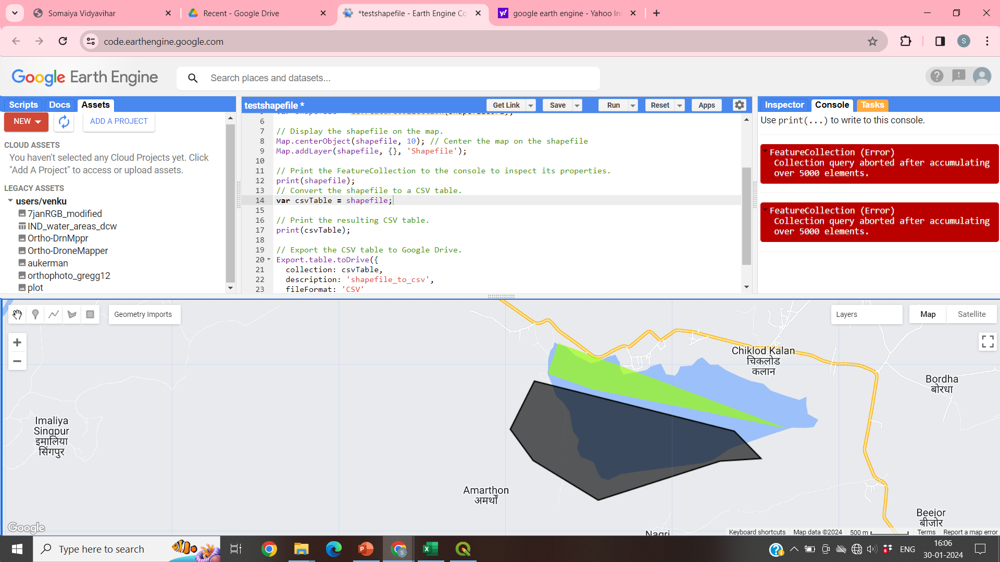 Somaiya Vidyavihar
Recent - Google Drive
*testshapefile - Earth Engine Co
google earth engine - Yahoo In
code.earthengine.google.com
S
Google Earth Engine
Search places and datasets...
Scripts Docs Assets
NEW
ADD A PROJECT
CLOUD ASSETS
You haven't selected any Cloud Projects yet. Click
"Add A Project" to access or upload assets.
LEGACY ASSETS
users/venku
7janRGB_modified
IND_water_areas_dcw
Ortho-DrnMppr
Ortho-DroneMapper
aukerman
orthophoto_gregg12
plot
testshapefile *
Get Link Save Run Reset Apps
6
7 // Display the shapefile on the map.
8 Map.centerObject(shapefile, 10); // Center the map on the shapefile
9 Map.addLayer(shapefile, {}, 'Shapefile');
10
11 // Print the FeatureCollection to the console to inspect its properties.
12 print(shapefile);
13 // Convert the shapefile to a CSV table.
14 var csvTable = shapefile;
15
16 // Print the resulting CSV table.
17 print(csvTable);
18
19 // Export the CSV table to Google Drive.
20 Export.table.toDrive({
21 collection: csvTable,
22 description: 'shapefile_to_csv',
23 fileFormat: 'CSV'
Inspector Console Tasks
Use print(...) to write to this console.
FeatureCollection (Error)
Collection query aborted after accumulating
over 5000 elements.
FeatureCollection (Error)
Collection query aborted after accumulating
over 5000 elements.
Geometry Imports
Layers
Map Satellite
+
−
Chiklod Kalan
चिकलोड
कलान
Bordha
बोरधा
Imaliya
Singpur
इमालिया
सिंगपुर
Amarthon
अमर्थों
Beejor
बीजोर
Nagri
Google
Keyboard shortcuts Map data ©2024 500 m Terms Report a map error
Type here to search
ENG
16:06
30-01-2024